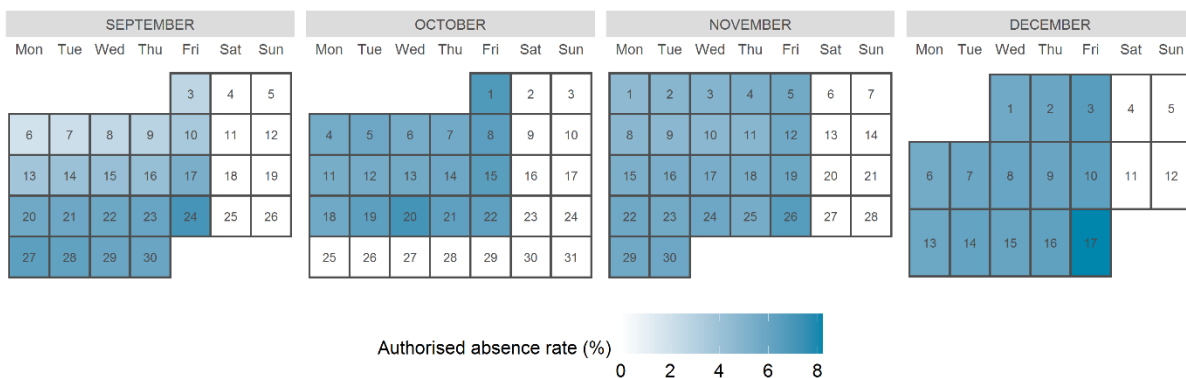 SEPTEMBER OCTOBER NOVEMBER DECEMBER
Mon Tue Wed Thu Fri Sat Sun Mon Tue Wed Thu Fri Sat Sun Mon Tue Wed Thu Fri Sat Sun Mon Tue Wed Thu Fri Sat Sun
3 4 5 1 2 3 1 2 3 4 5 6 7 1 2 3 4 5
6 7 8 9 10 11 12 4 5 6 7 8 9 10 8 9 10 11 12 13 14 6 7 8 9 10 11 12
13 14 15 16 17 18 19 11 12 13 14 15 16 17 15 16 17 18 19 20 21 13 14 15 16 17
20 21 22 23 24 25 26 18 19 20 21 22 23 24 22 23 24 25 26 27 28
27 28 29 30 25 26 27 28 29 30 31 29 30
Authorised absence rate (%)
0 2 4 6 8